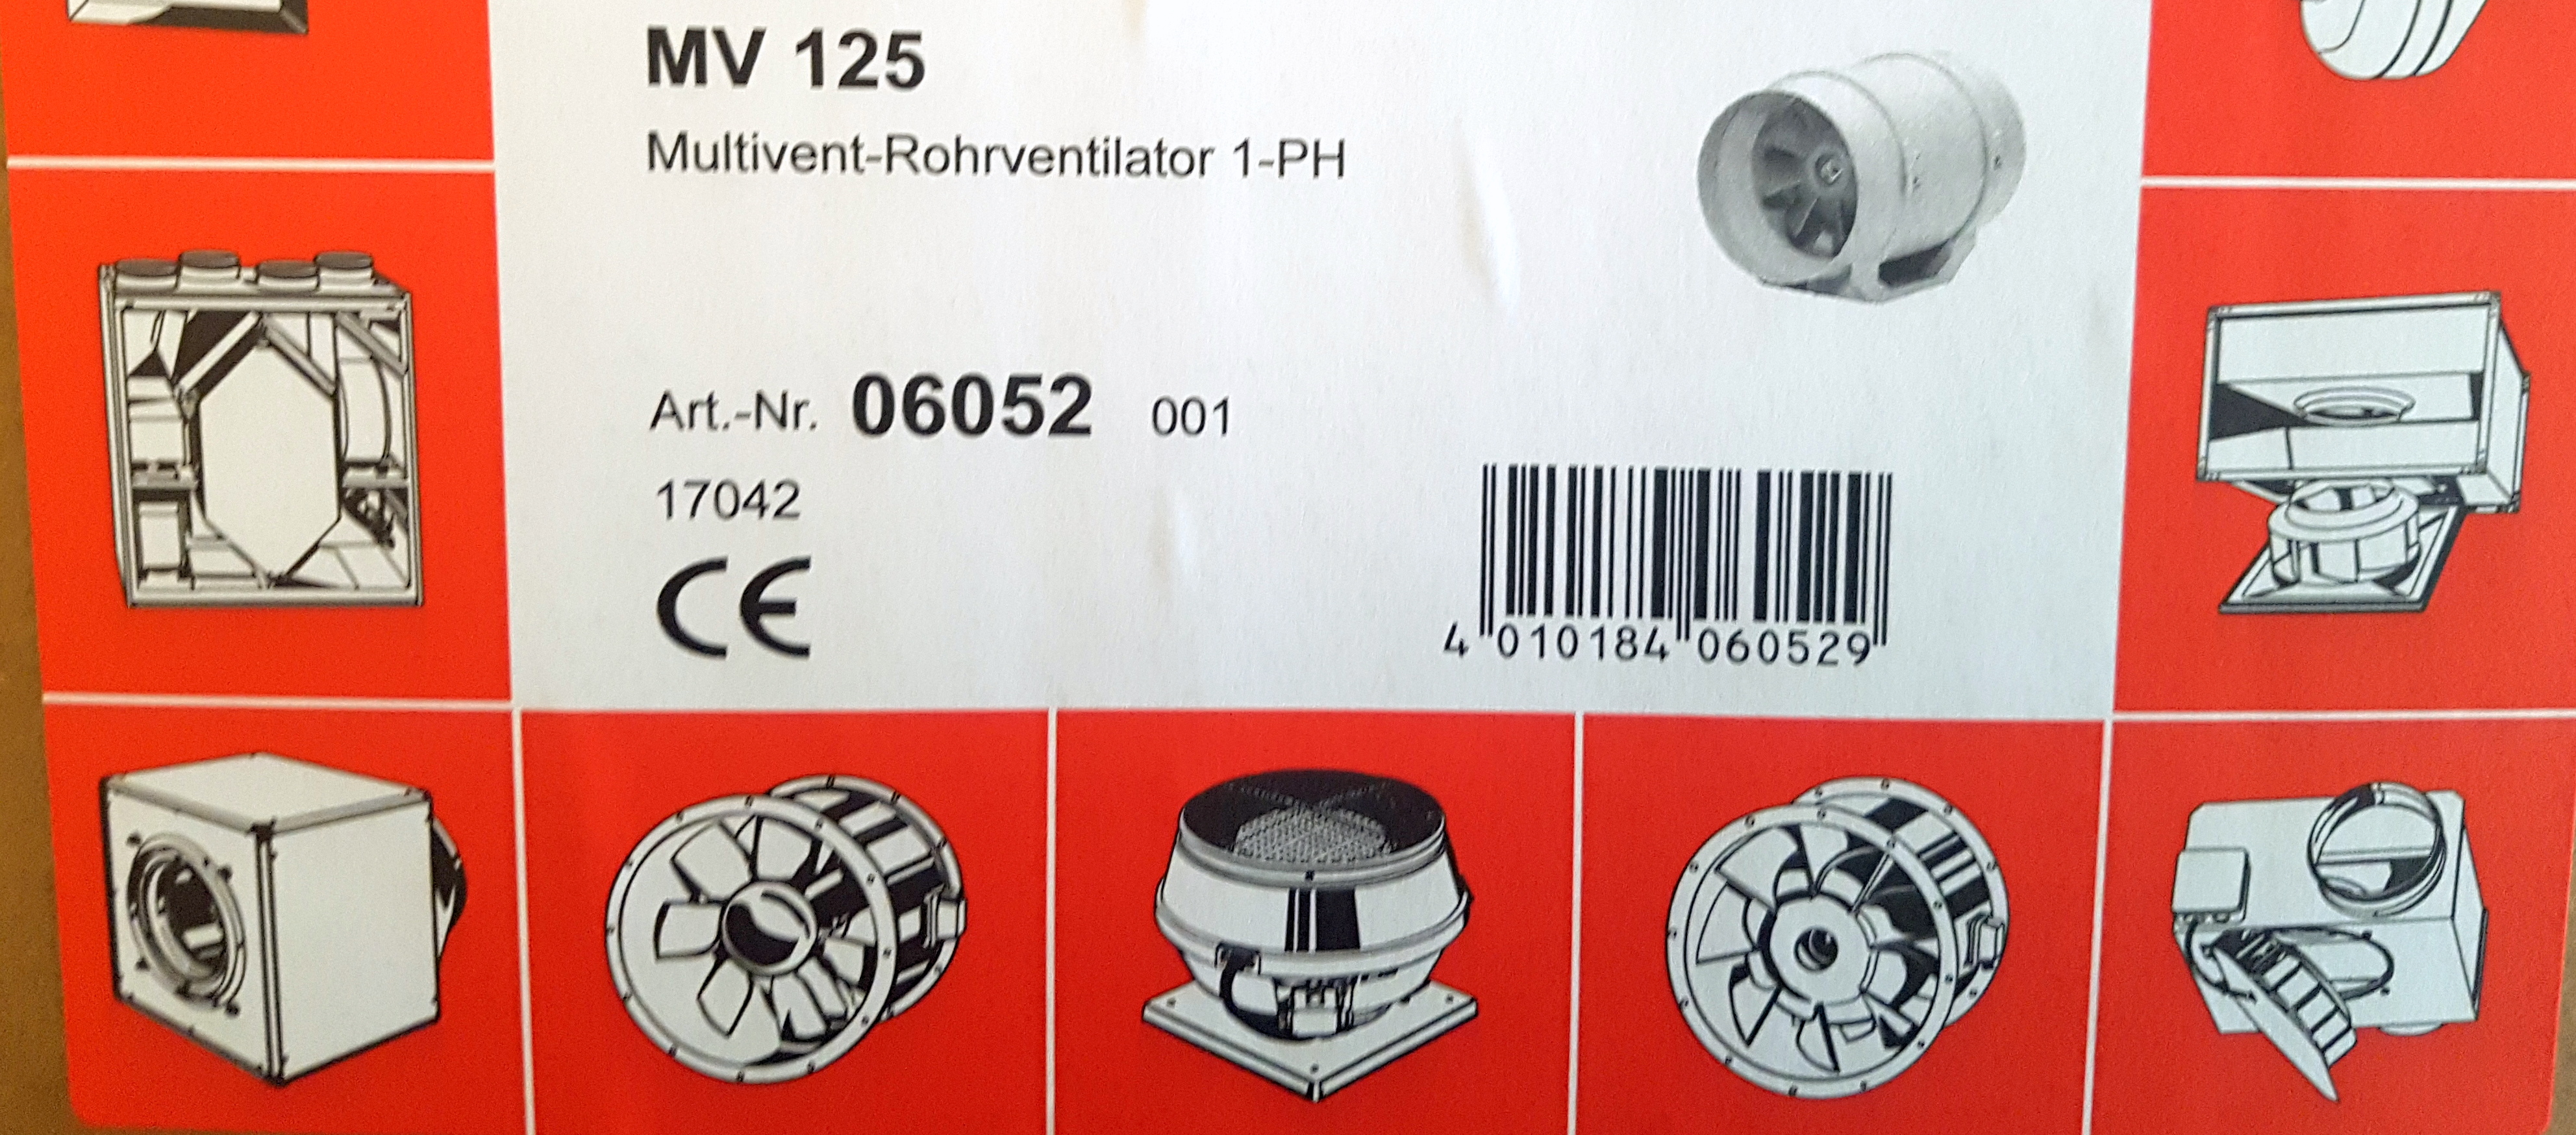 MV 125
Multivent-Rohrventilator 1-PH
Art.-Nr. 06052 001
17042
CE
4 010184 060529